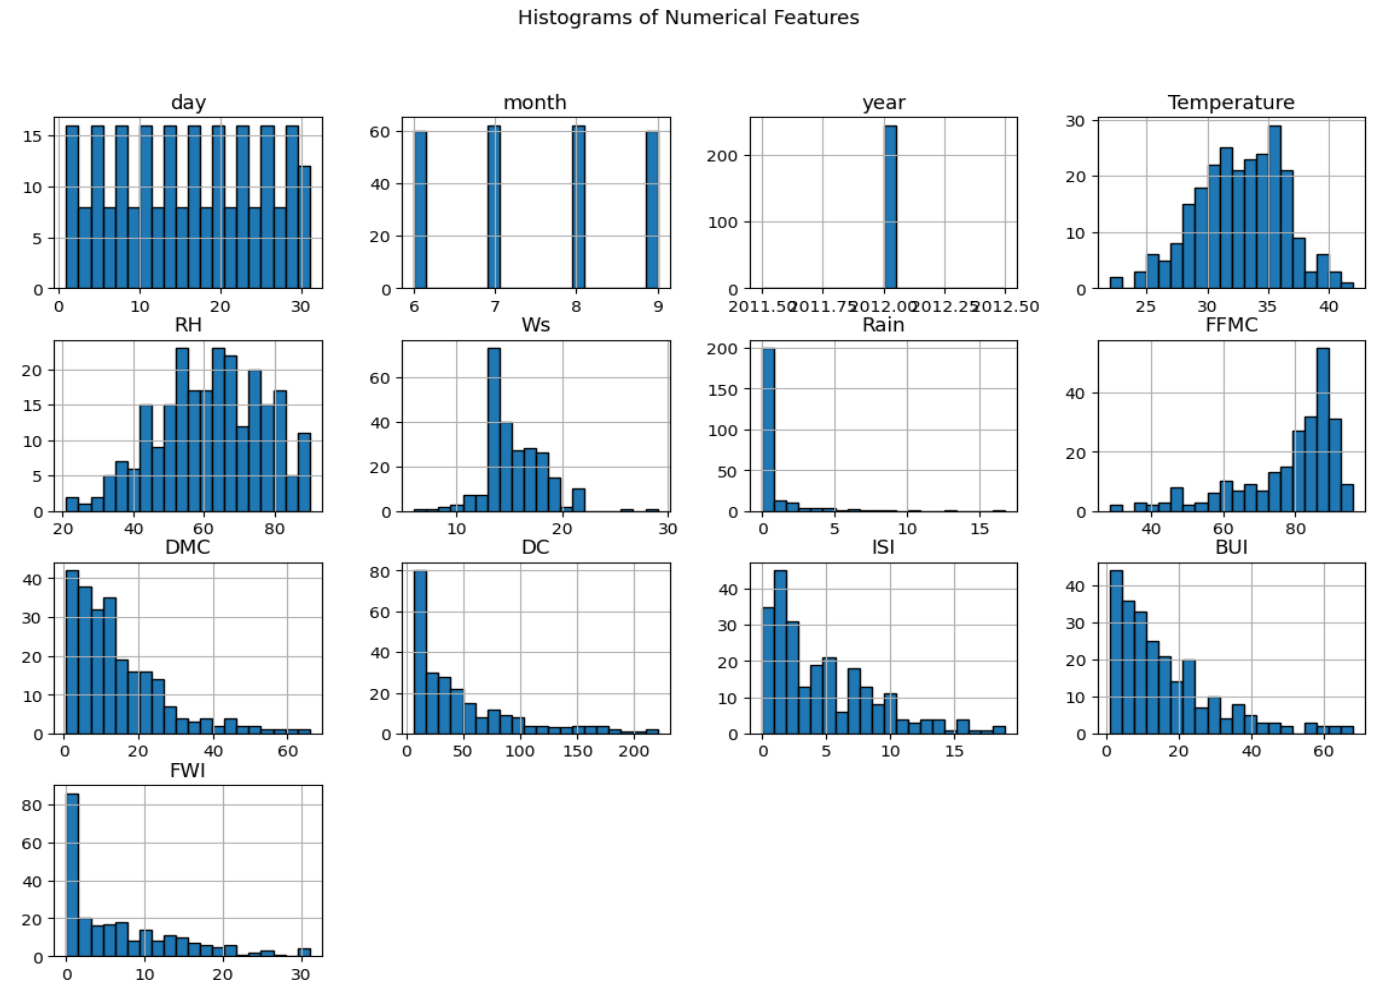 Histograms of Numerical Features
day
month
year
Temperature
15
10
5
0
0 10 20 30
60
40
20
0
6 7 8 9
200
100
0
2011.50 2011.75 2012.00 2012.25 2012.50
30
20
10
0
25 30 35 40
RH
Ws
Rain
FFMC
20
15
10
5
0
20 40 60 80
60
40
20
0
10 20 30
200
150
100
50
0
0 5 10 15
40
20
0
40 60 80
DMC
DC
ISI
BUI
40
30
20
10
0
0 20 40 60
80
60
40
20
0
0 50 100 150 200
40
30
20
10
0
0 5 10 15
40
30
20
10
0
0 20 40 60
FWI
80
60
40
20
0
0 10 20 30